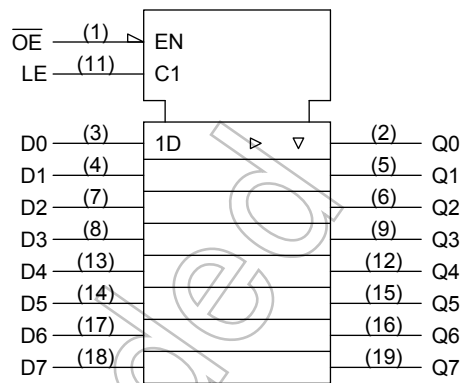 O̅E̅ (1) EN
LE (11) C1
D0 (3) 1D (2) Q0
D1 (4) (5) Q1
D2 (7) (6) Q2
D3 (8) (9) Q3
D4 (13) (12) Q4
D5 (14) (15) Q5
D6 (17) (16) Q6
D7 (18) (19) Q7
ded